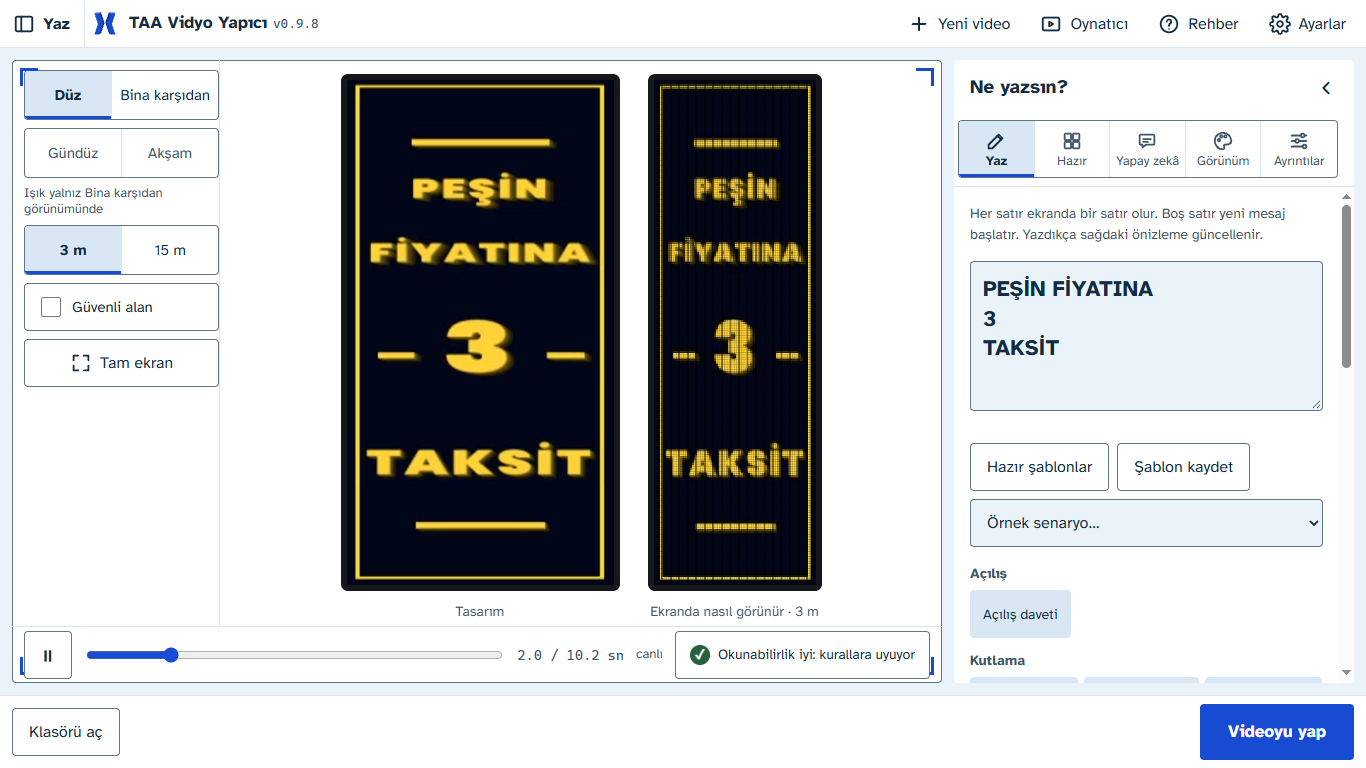 Yaz
TAA Vidyo Yapıcı v0.9.8
Yeni video
Oynatıcı
Rehber
Ayarlar
Düz
Bina karşıdan
Gündüz
Akşam
Işık yalnız Bina karşıdan
görünümünde
3 m
15 m
Güvenli alan
Tam ekran
PEŞİN
FİYATINA
3
TAKSİT
Tasarım
PEŞİN
FİYATINA
3
TAKSİT
Ekranda nasıl görünür · 3 m
2.0 / 10.2 sn
canlı
Okunabilirlik iyi: kurallara uyuyor
Ne yazsın?
Yaz
Hazır
Yapay zekâ
Görünüm
Ayrıntılar
Her satır ekranda bir satır olur. Boş satır yeni mesaj
başlatır. Yazdıkça sağdaki önizleme güncellenir.
PEŞİN FİYATINA
3
TAKSİT
Hazır şablonlar
Şablon kaydet
Örnek senaryo...
Açılış
Açılış daveti
Kutlama
Klasörü aç
Videoyu yap